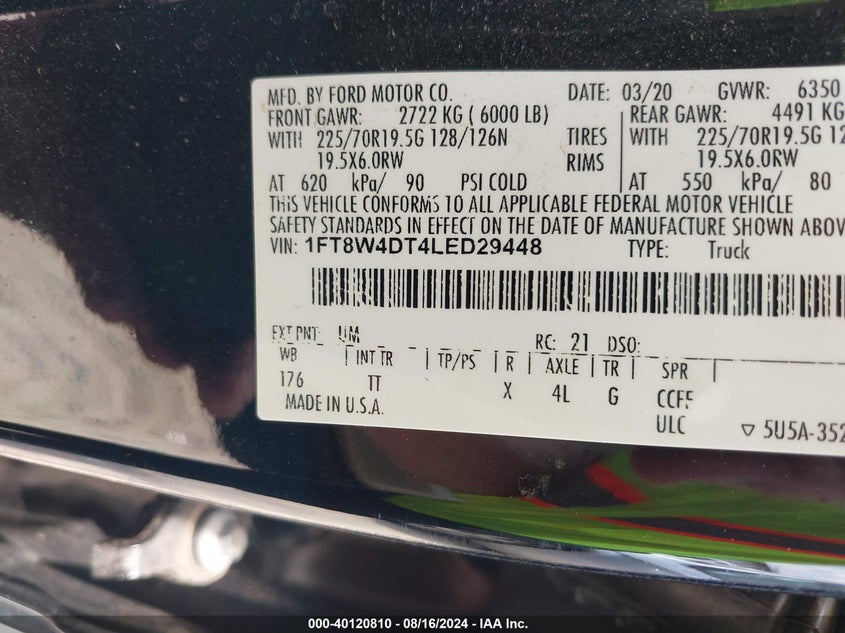 MFD. BY FORD MOTOR CO. DATE: 03/20 GVWR: 6350
FRONT GAWR: 2722 KG ( 6000 LB) REAR GAWR: 4491 KG
WITH 225/70R19.5G 128/126N TIRES WITH 225/70R19.5G 12
19.5X6.0RW RIMS 19.5X6.0RW
AT 620 kPa/ 90 PSI COLD AT 550 kPa/ 80
THIS VEHICLE CONFORMS TO ALL APPLICABLE FEDERAL MOTOR VEHICLE
SAFETY STANDARDS IN EFFECT ON THE DATE OF MANUFACTURE SHOWN ABOV
VIN: 1FT8W4DT4LED29448 TYPE: Truck
EXT PNT: UM RC: 21 DSO:
WB INT TR TP/PS R AXLE TR SPR
176 TT X 4L G CCFF
MADE IN U.S.A. ULC ▽ 5U5A-352
000-40120810 - 08/16/2024 - IAA Inc.